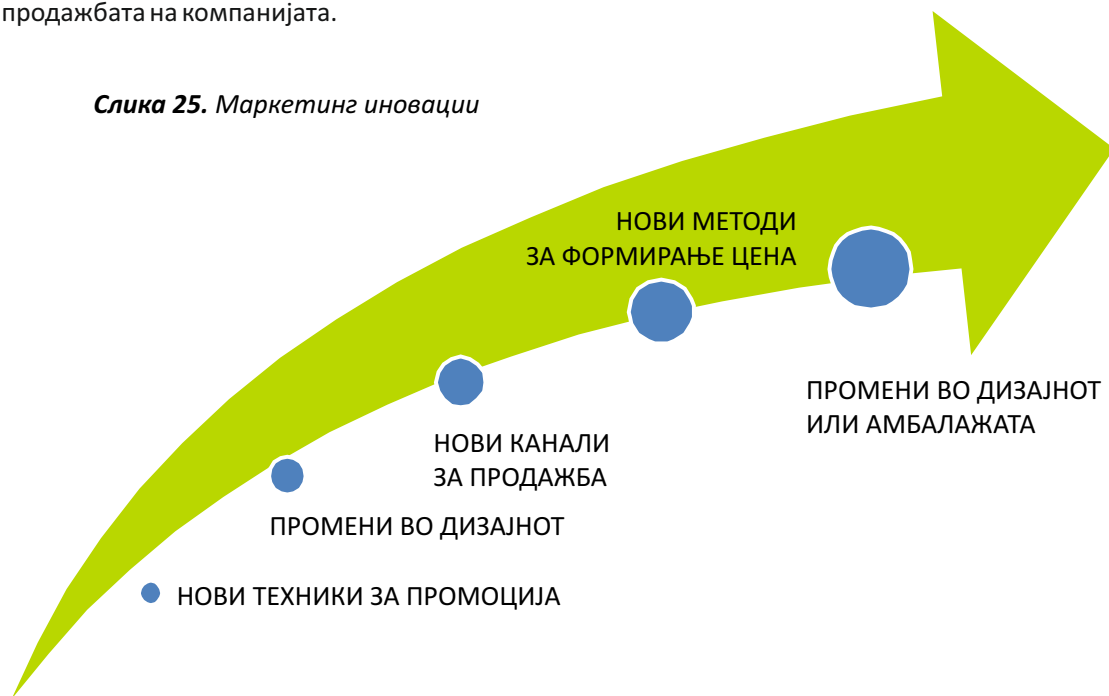 продажбата на компанијата.
Слика 25. Маркетинг иновации
НОВИ МЕТОДИ
ЗА ФОРМИРАЊЕ ЦЕНА
ПРОМЕНИ ВО ДИЗАЈНОТ
ИЛИ АМБАЛАЖАТА
НОВИ КАНАЛИ
ЗА ПРОДАЖБА
ПРОМЕНИ ВО ДИЗАЈНОТ
НОВИ ТЕХНИКИ ЗА ПРОМОЦИЈА